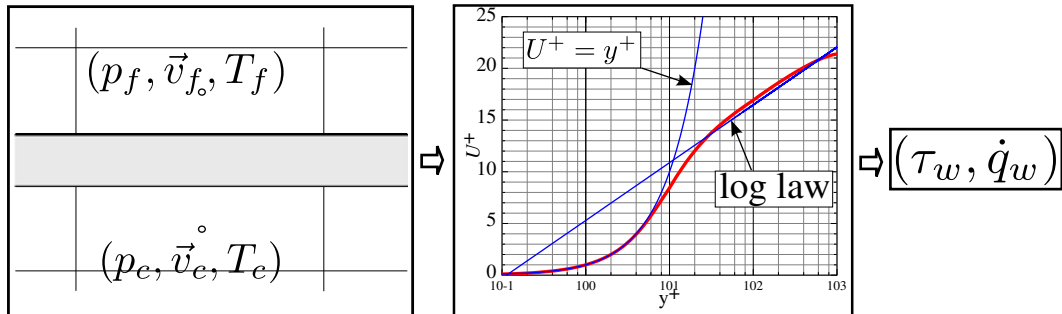 (p_f, \vec{v}_f, T_f)
(p_c, \vec{v}_c, T_c)
U^+
25
20
15
10
5
0
U^+ = y^+
log law
10-1
100
101
102
103
y^+
(τ_w, \dot{q}_w)